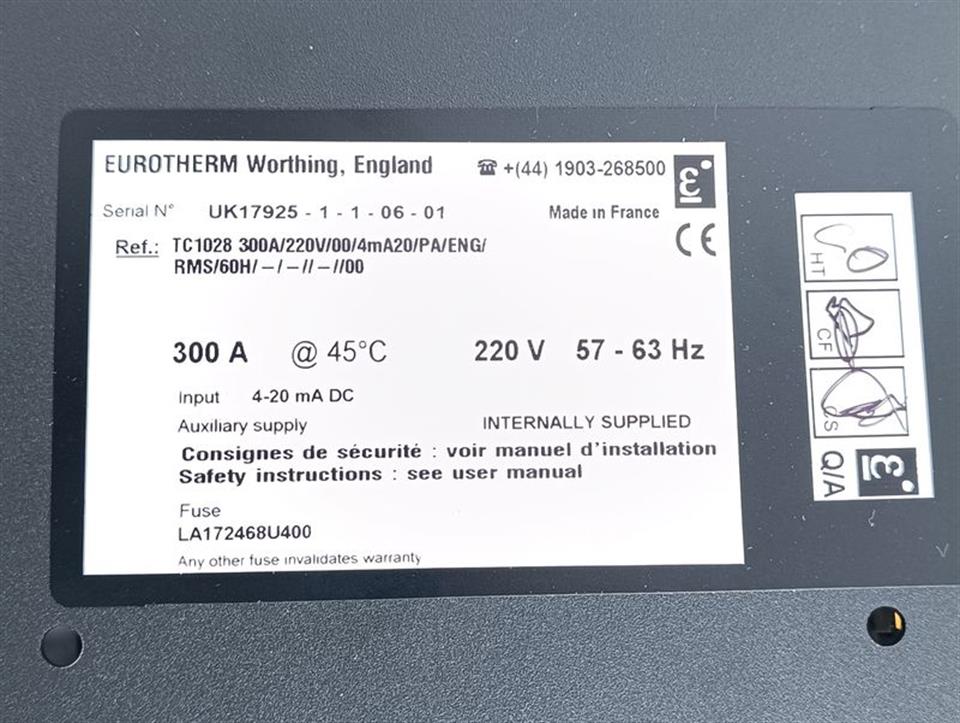 EUROTHERM Worthing, England ☎ +(44) 1903-268500
Serial N° UK17925 - 1 - 1 - 06 - 01 Made in France
CE
Ref.: TC1028 300A/220V/00/4mA20/PA/ENG/
RMS/60H/ – / – // – //00
300 A @ 45°C 220 V 57 - 63 Hz
Input 4-20 mA DC
Auxiliary supply INTERNALLY SUPPLIED
Consignes de sécurité : voir manuel d'installation
Safety instructions : see user manual
Fuse
LA172468U400
Any other fuse invalidates warranty
HT
CF
Q/A